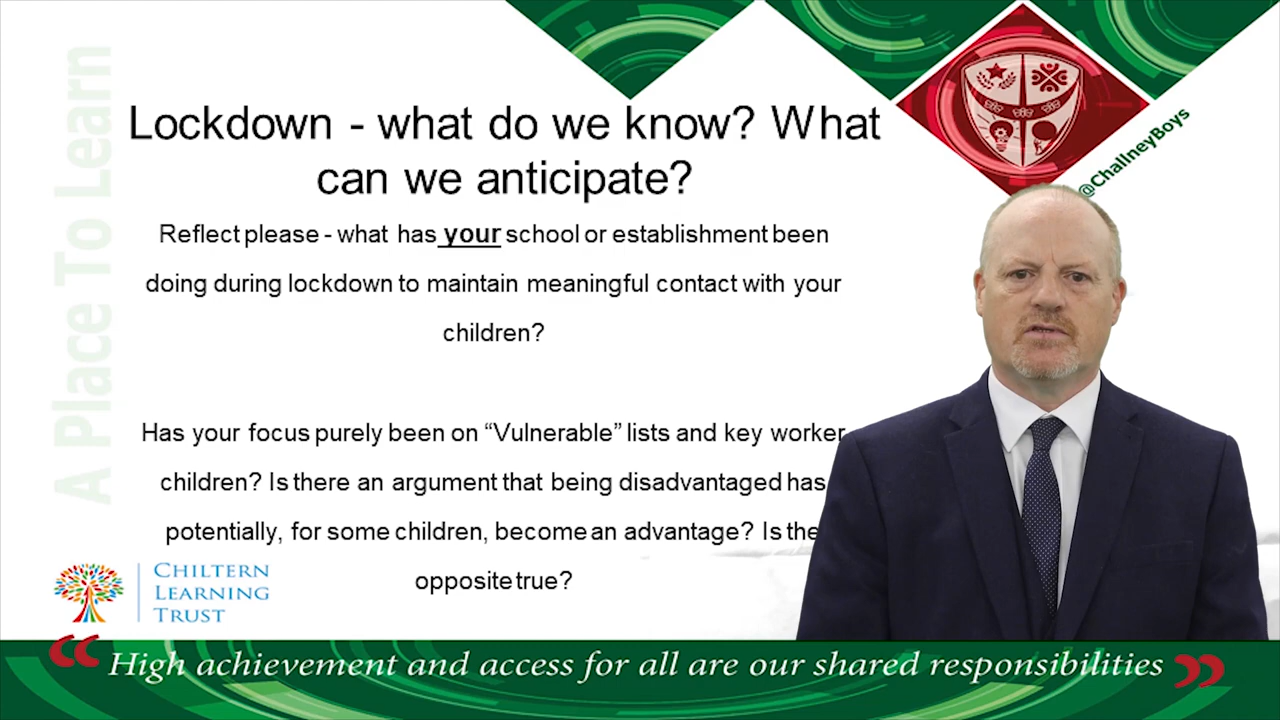 A Place To Learn
@ChallneyBoys
Lockdown - what do we know? What
can we anticipate?
Reflect please - what has your school or establishment been
doing during lockdown to maintain meaningful contact with your
children?
Has your focus purely been on “Vulnerable” lists and key worker
children? Is there an argument that being disadvantaged has
potentially, for some children, become an advantage? Is the
opposite true?
CHILTERN
LEARNING
TRUST
“High achievement and access for all are our shared responsibilities”